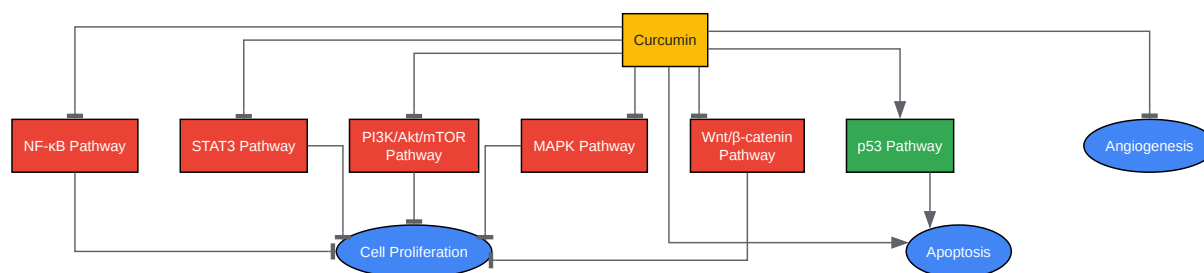 Curcumin
NF-κB Pathway
STAT3 Pathway
PI3K/Akt/mTOR
Pathway
MAPK Pathway
Wnt/β-catenin
Pathway
p53 Pathway
Angiogenesis
Cell Proliferation
Apoptosis